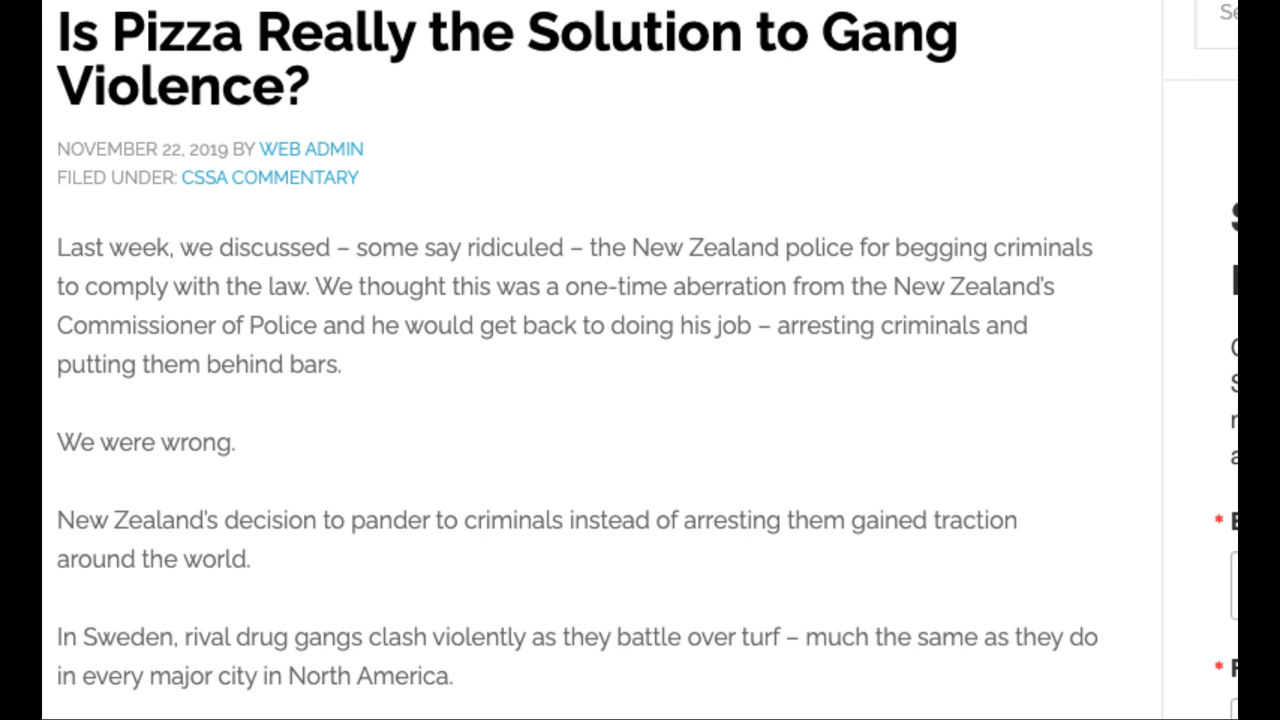 Is Pizza Really the Solution to Gang
Violence?
NOVEMBER 22, 2019 BY WEB ADMIN
FILED UNDER: CSSA COMMENTARY
Last week, we discussed – some say ridiculed – the New Zealand police for begging criminals
to comply with the law. We thought this was a one-time aberration from the New Zealand’s
Commissioner of Police and he would get back to doing his job – arresting criminals and
putting them behind bars.
We were wrong.
New Zealand’s decision to pander to criminals instead of arresting them gained traction
around the world.
In Sweden, rival drug gangs clash violently as they battle over turf – much the same as they do
in every major city in North America.